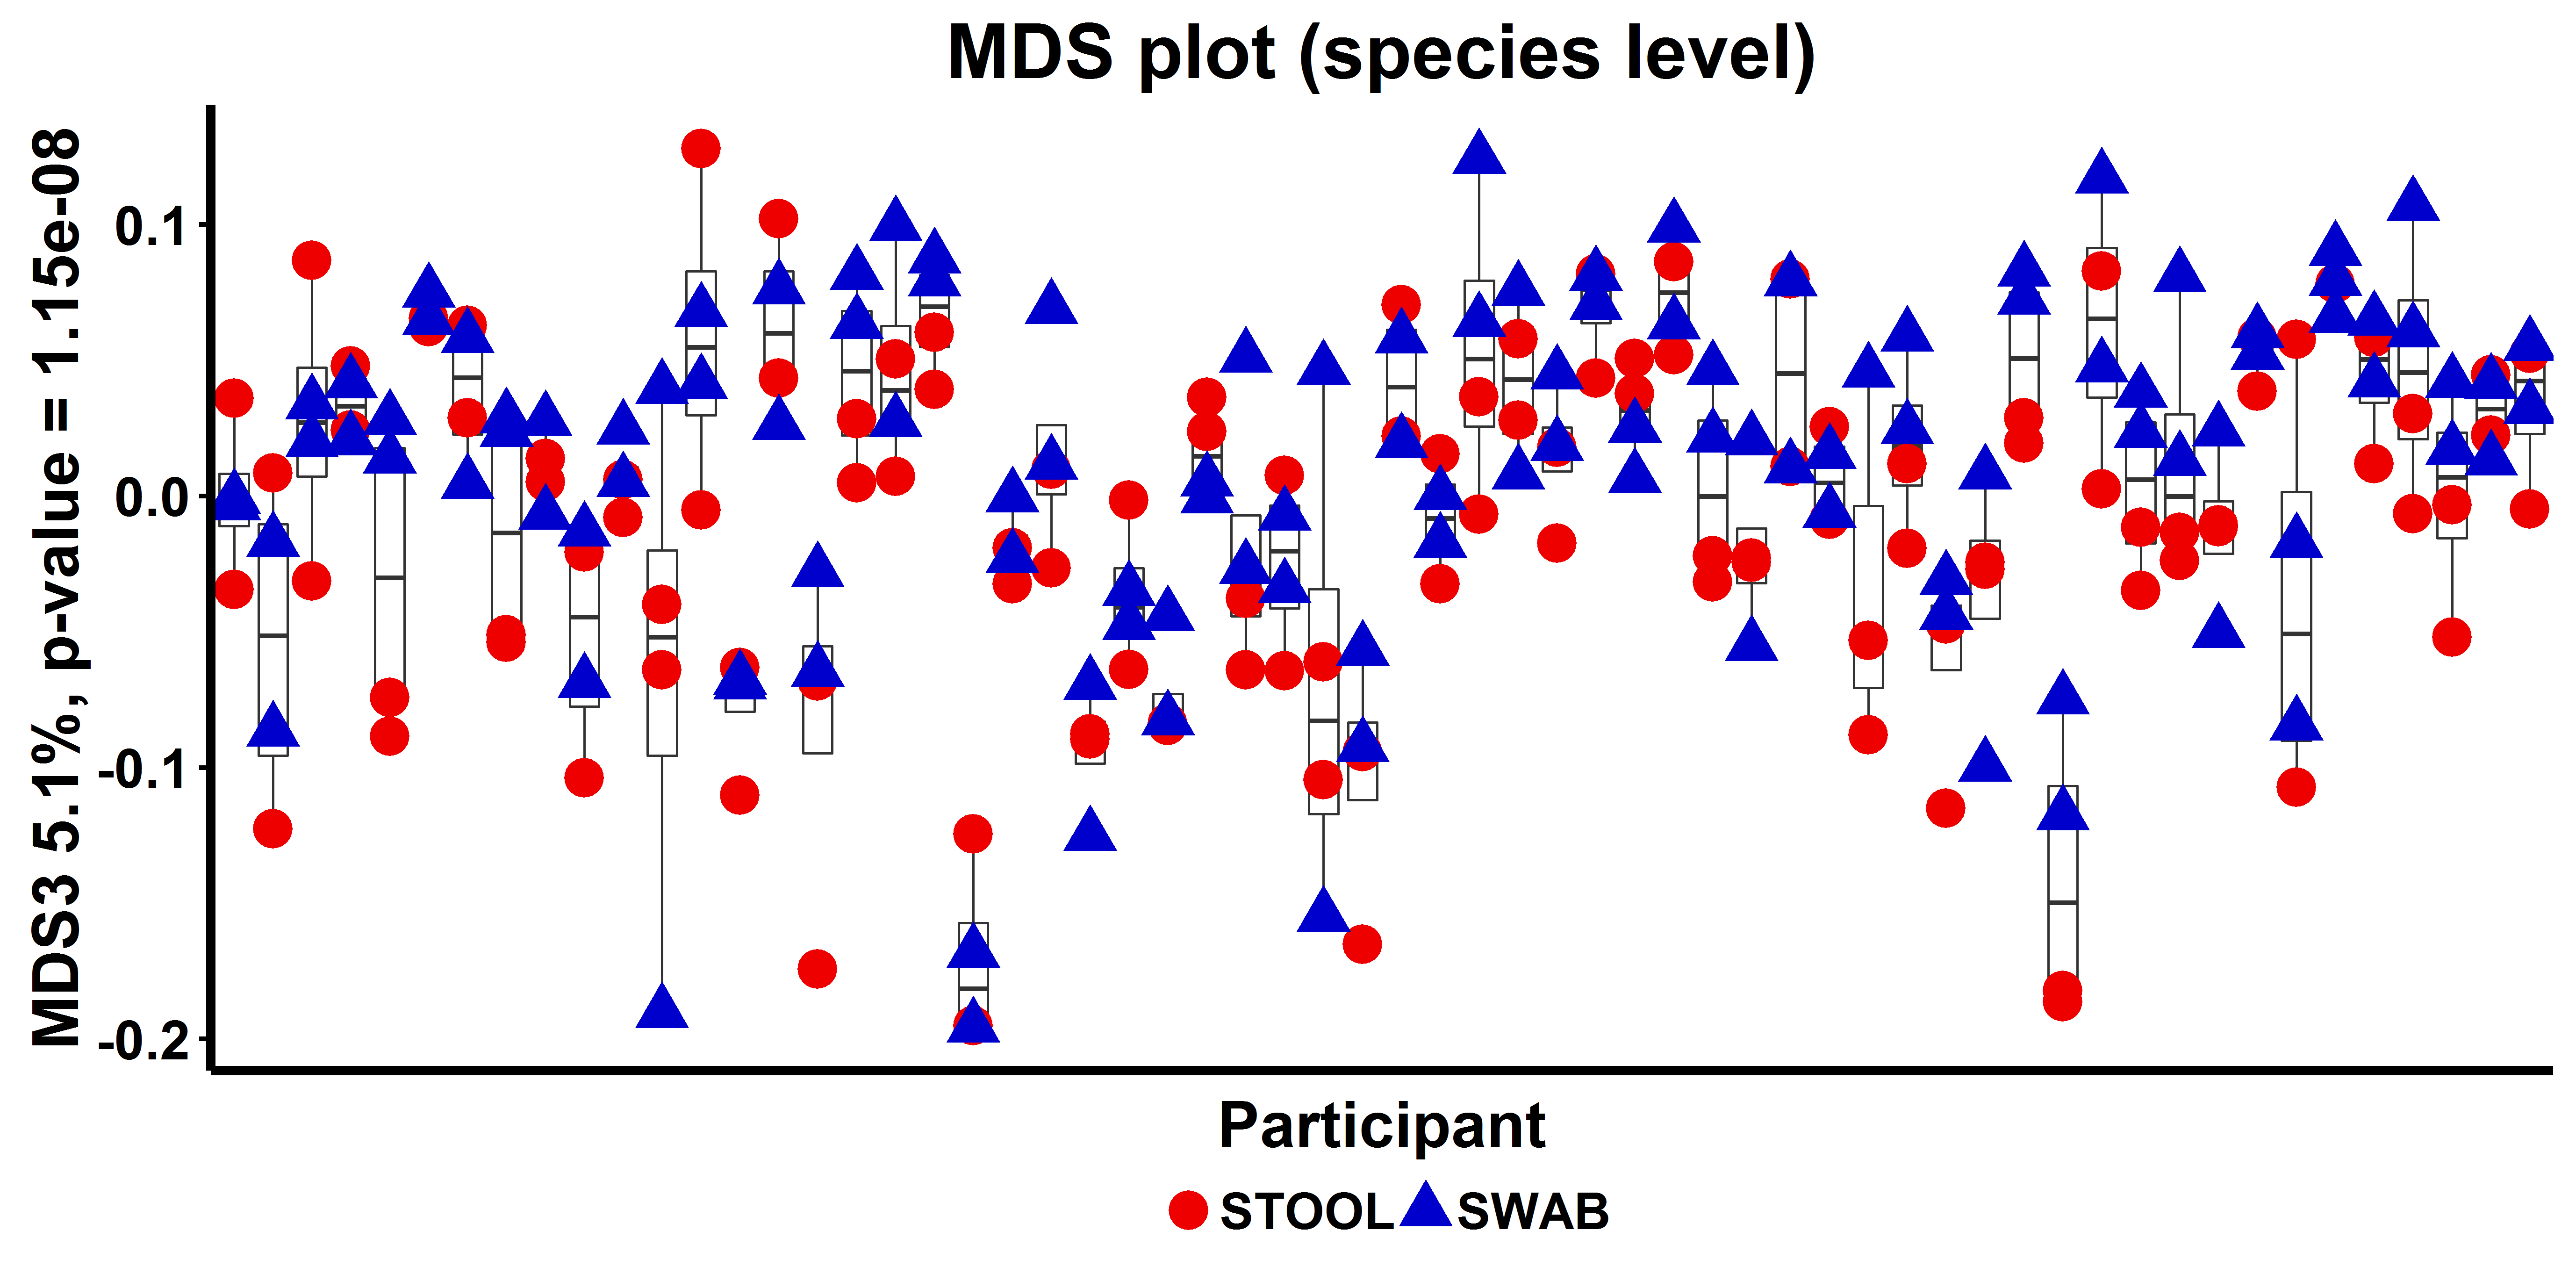 MDS plot (species level)
MDS3 5.1%, p-value = 1.15e-08
0.1
0.0
-0.1
-0.2
Participant
STOOL SWAB